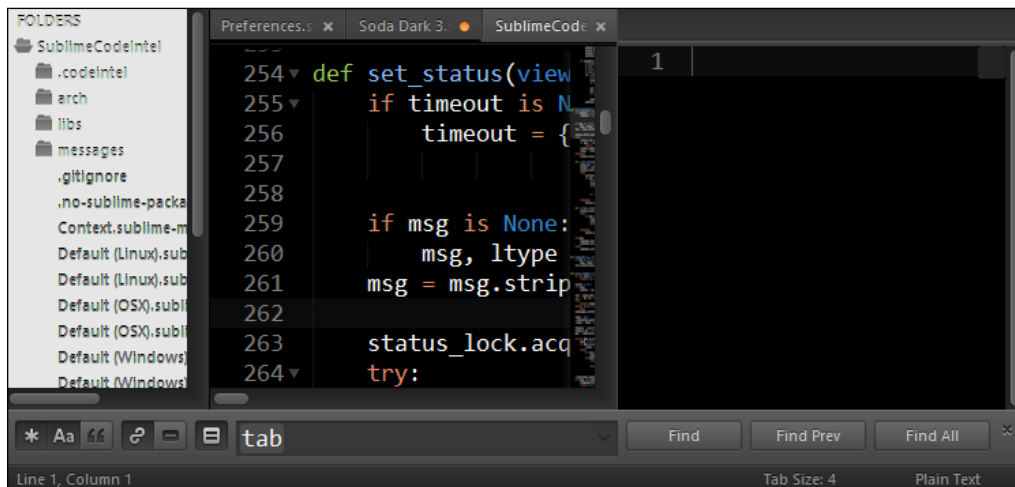 FOLDERS
SublimeCodeIntel
.codeintel
arch
libs
messages
.gitignore
.no-sublime-packa
Context.sublime-m
Default (Linux).sub
Default (Linux).sub
Default (OSX).subli
Default (OSX).subli
Default (Windows)
Default (Windows)
Preferences.s × Soda Dark 3. SublimeCode ×
254 def set_status(view
255 if timeout is N
256 timeout = {
257
258
259 if msg is None:
260 msg, ltype
261 msg = msg.strip
262
263 status_lock.acq
264 try:
1
* Aa “ tab Find Find Prev Find All ×
Line 1, Column 1 Tab Size: 4 Plain Text